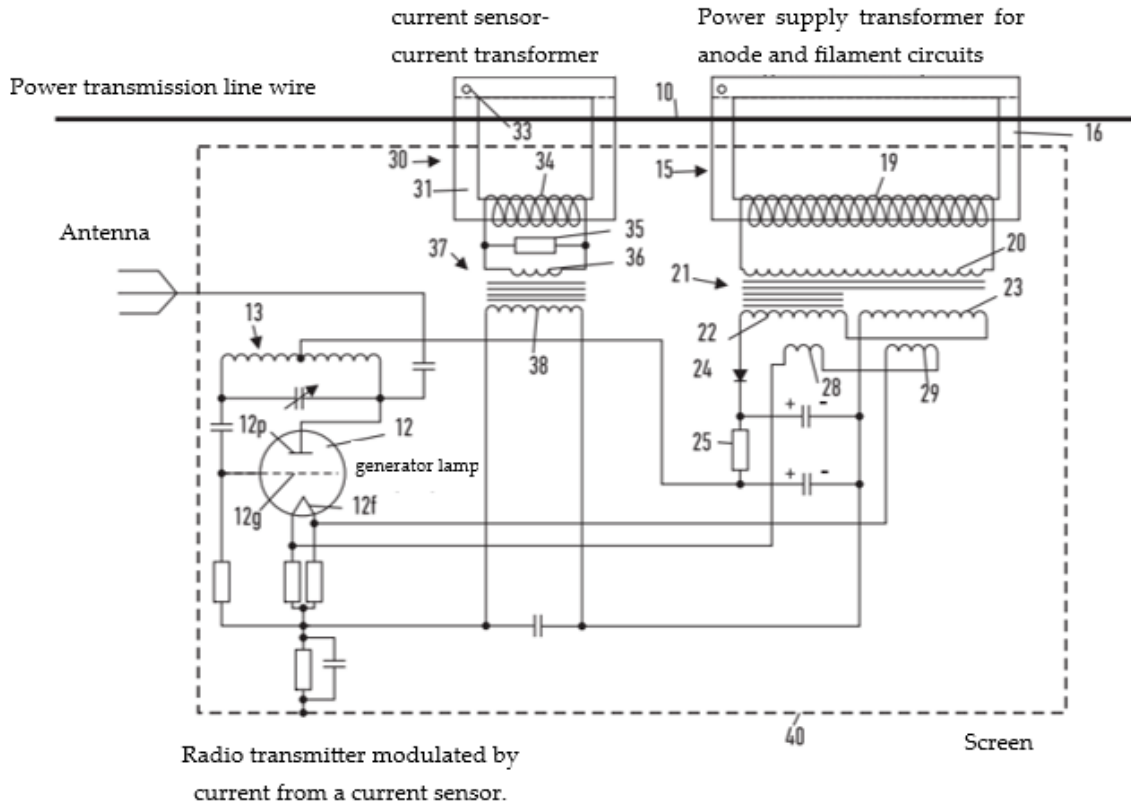 current sensor-
current transformer
Power supply transformer for
anode and filament circuits
Power transmission line wire
10
33
16
30
34
15
19
31
Antenna
35
37
36
20
21
23
13
22
38
24
28
29
+ -
12p
12
25
generator lamp
+ -
12g
12f
40
Screen
Radio transmitter modulated by
current from a current sensor.